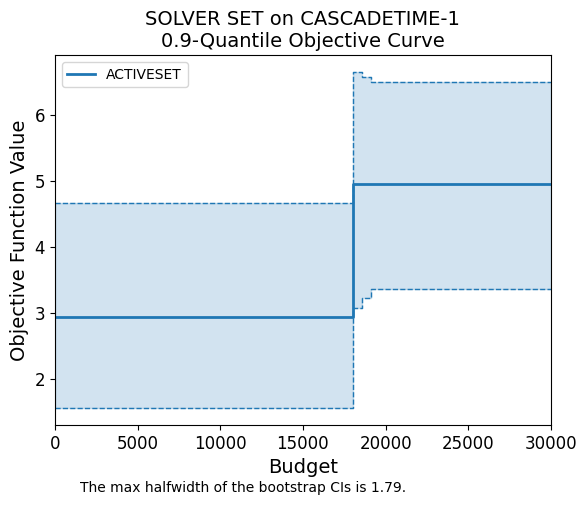 SOLVER SET on CASCADETIME-1
0.9-Quantile Objective Curve
ACTIVESET
Objective Function Value
6
5
4
3
2
0 5000 10000 15000 20000 25000 30000
Budget
The max halfwidth of the bootstrap CIs is 1.79.